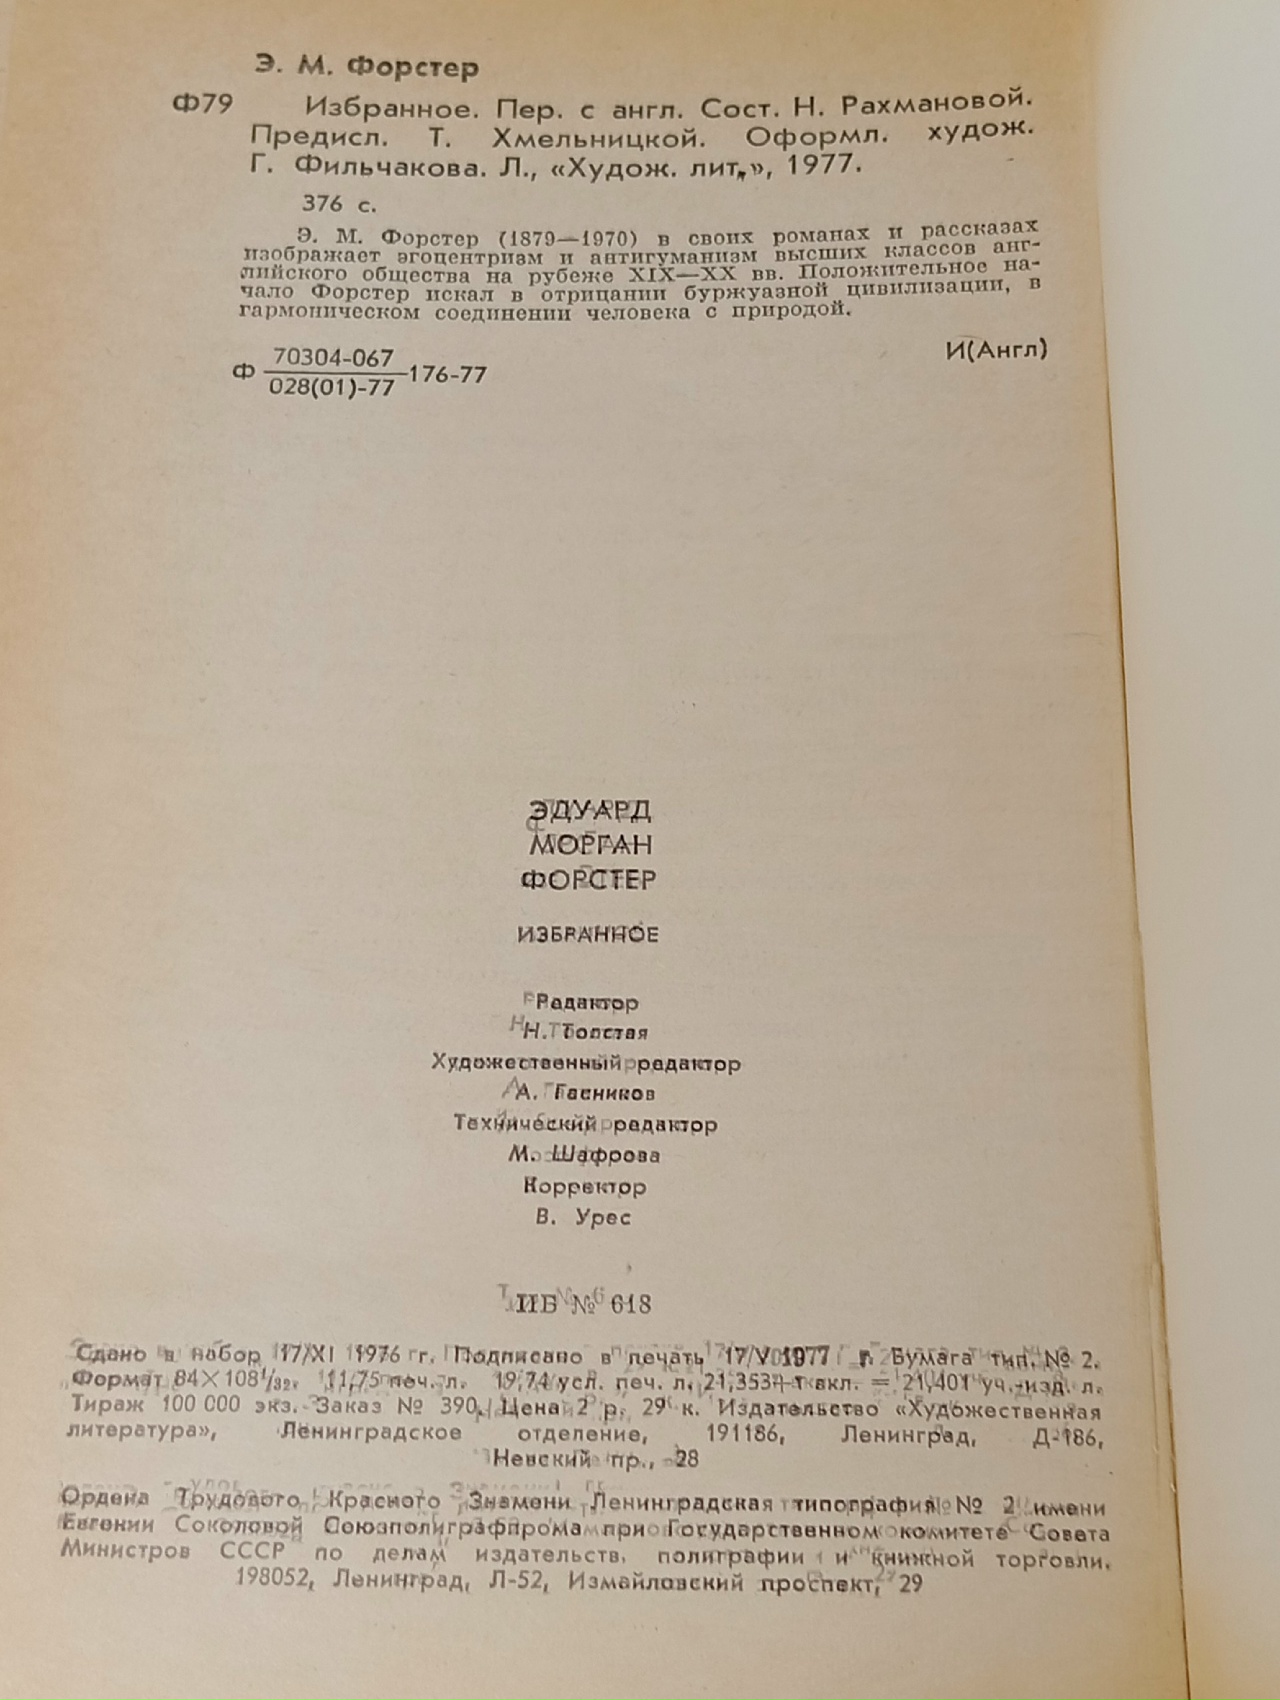 Э. М. Форстер
Ф79 Избранное. Пер. с англ. Сост. Н. Рахмановой.
Предисл. Т. Хмельницкой. Оформл. худож.
Г. Фильчакова. Л., «Худож. лит.», 1977.
376 с.
Э. М. Форстер (1879—1970) в своих романах и рассказах
изображает эгоцентризм и антигуманизм высших классов анг-
лийского общества на рубеже XIX—XX вв. Положительное на-
чало Форстер искал в отрицании буржуазной цивилизации, в
гармоническом соединении человека с природой.
Ф 70304-067
028(01)-77 176-77
И(Англ)
ЭДУАРД
МОРГАН
ФОРСТЕР
ИЗБРАННОЕ
Редактор
Н. Толстая
Художественный редактор
А. Гасников
Технический редактор
М. Шафрова
Корректор
В. Урес
ИБ № 618
Сдано в набор 17/XI 1976 г. Подписано в печать 17/V 1977 г. Бумага тип. № 2.
Формат 84×108 1/32. 11,75 печ. л. 19,74 усл. печ. л. 21,353+1 вкл. = 21,401 уч.-изд. л.
Тираж 100 000 экз. Заказ № 390. Цена 2 р. 29 к. Издательство «Художественная
литература», Ленинградское отделение, 191186, Ленинград, Д-186,
Невский пр., 28
Ордена Трудового Красного Знамени Ленинградская типография № 2 имени
Евгении Соколовой Союзполиграфпрома при Государственном комитете Совета
Министров СССР по делам издательств, полиграфии и книжной торговли.
198052, Ленинград, Л-52, Измайловский проспект, 29